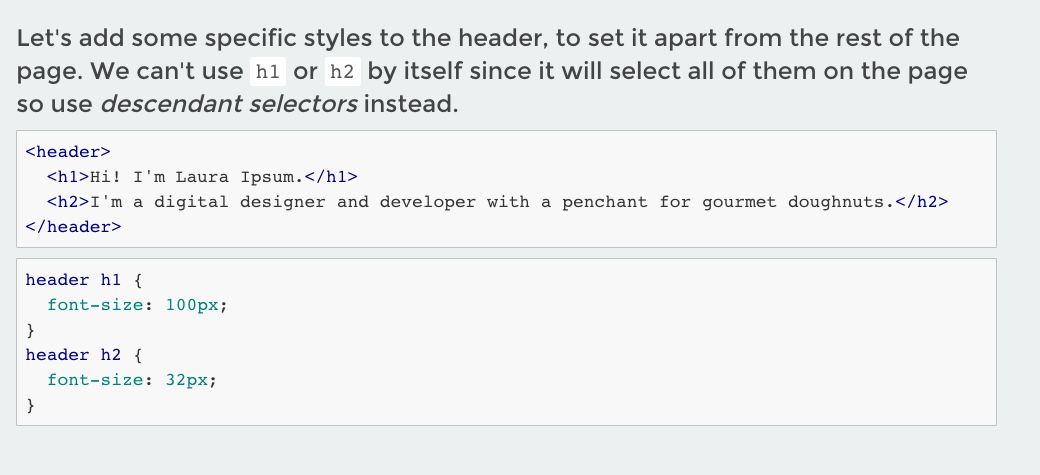 Let's add some specific styles to the header, to set it apart from the rest of the
page. We can't use h1 or h2 by itself since it will select all of them on the page
so use descendant selectors instead.
<header>
  <h1>Hi! I'm Laura Ipsum.</h1>
  <h2>I'm a digital designer and developer with a penchant for gourmet doughnuts.</h2>
</header>
header h1 {
  font-size: 100px;
}
header h2 {
  font-size: 32px;
}